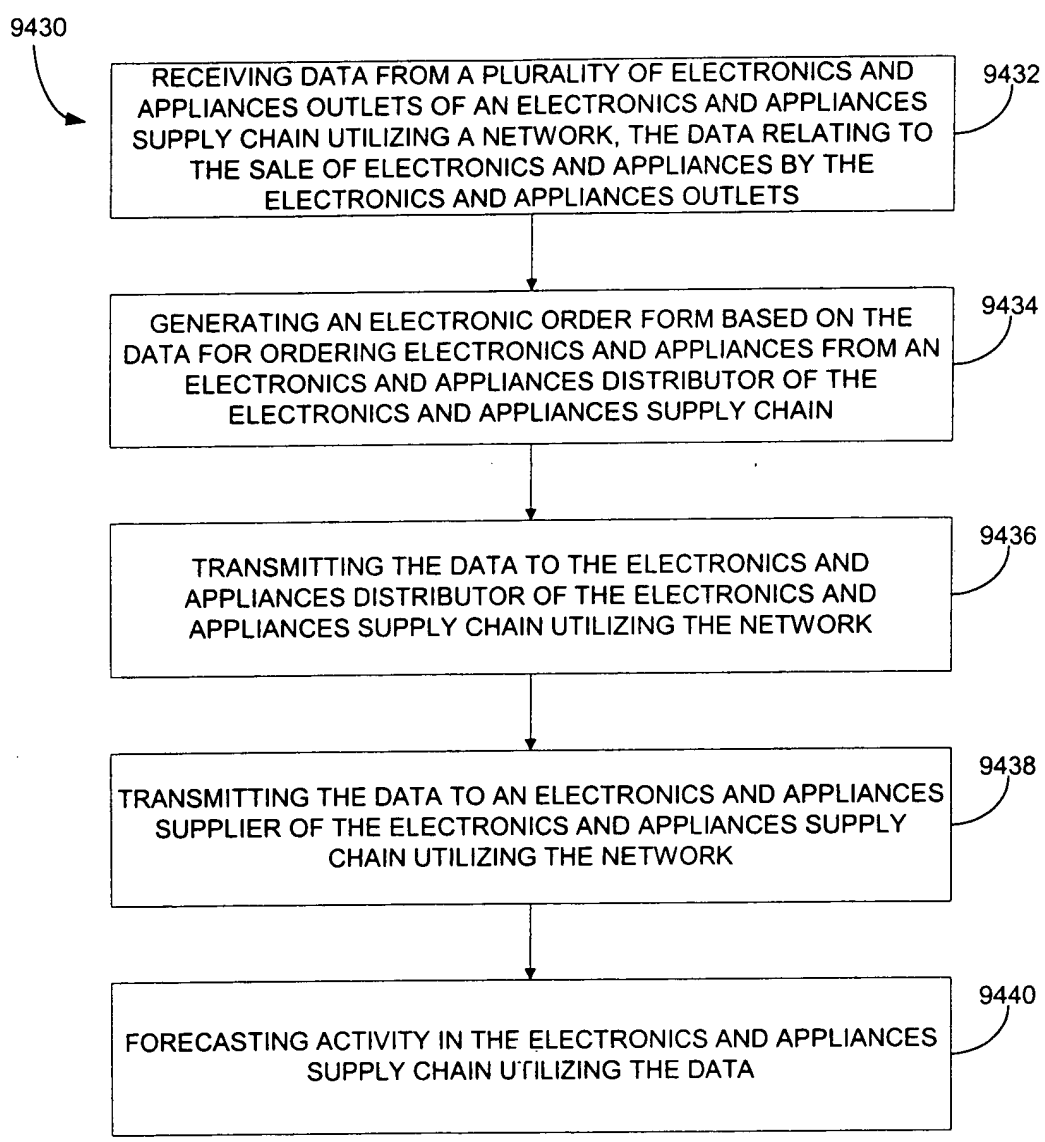 9430
RECEIVING DATA FROM A PLURALITY OF ELECTRONICS AND
APPLIANCES OUTLETS OF AN ELECTRONICS AND APPLIANCES
SUPPLY CHAIN UTILIZING A NETWORK, THE DATA RELATING TO
THE SALE OF ELECTRONICS AND APPLIANCES BY THE
ELECTRONICS AND APPLIANCES OUTLETS
9432
GENERATING AN ELECTRONIC ORDER FORM BASED ON THE
DATA FOR ORDERING ELECTRONICS AND APPLIANCES FROM AN
ELECTRONICS AND APPLIANCES DISTRIBUTOR OF THE
ELECTRONICS AND APPLIANCES SUPPLY CHAIN
9434
TRANSMITTING THE DATA TO THE ELECTRONICS AND
APPLIANCES DISTRIBUTOR OF THE ELECTRONICS AND
APPLIANCES SUPPLY CHAIN UTILIZING THE NETWORK
9436
TRANSMITTING THE DATA TO AN ELECTRONICS AND APPLIANCES
SUPPLIER OF THE ELECTRONICS AND APPLIANCES SUPPLY
CHAIN UTILIZING THE NETWORK
9438
FORECASTING ACTIVITY IN THE ELECTRONICS AND APPLIANCES
SUPPLY CHAIN UTILIZING THE DATA
9440